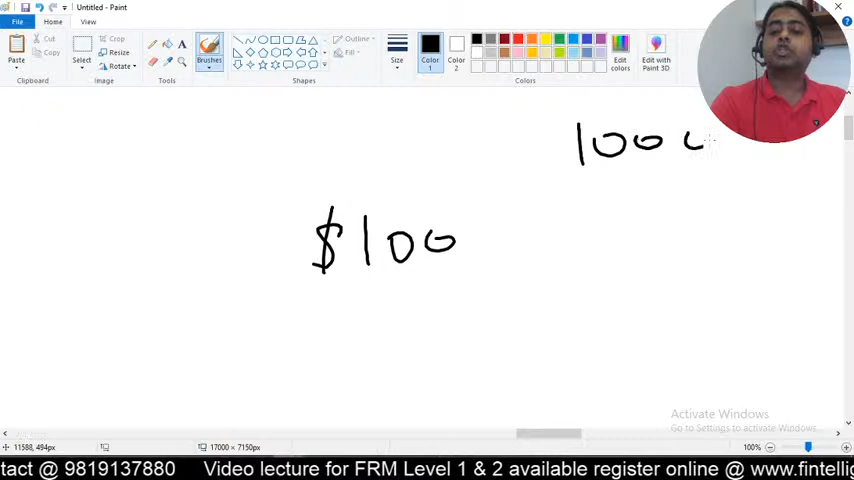 Untitled - Paint
File Home View
Paste Cut Copy Clipboard
Select Crop Resize Rotate Image
A Tools
Brushes
Outline Fill Shapes
Size
Color 1
Color 2
Colors
Edit colors
Edit with Paint 3D
100
$100
Activate Windows
Go to Settings to activate Windows.
11588, 494px 17000 × 7150px 100%
tact @ 9819137880 Video lecture for FRM Level 1 & 2 available register online @ www.fintellig